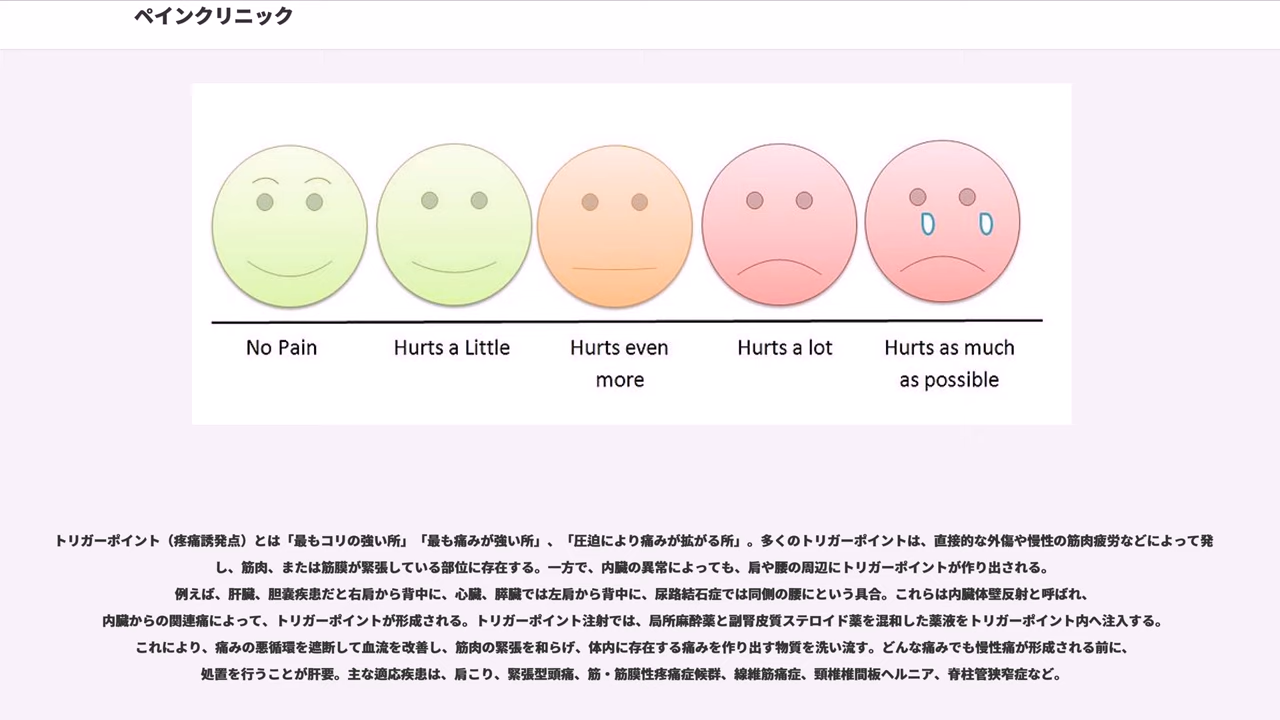 ペインクリニック
No Pain
Hurts a Little
Hurts even
more
Hurts a lot
Hurts as much
as possible
トリガーポイント（疼痛誘発点）とは「最もコリの強い所」「最も痛みが強い所」、「圧迫により痛みが拡がる所」。多くのトリガーポイントは、直接的な外傷や慢性の筋肉疲労などによって発
し、筋肉、または筋膜が緊張している部位に存在する。一方で、内臓の異常によっても、肩や腰の周辺にトリガーポイントが作り出される。
例えば、肝臓、胆嚢疾患だと右肩から背中に、心臓、膵臓では左肩から背中に、尿路結石症では同側の腰にという具合。これらは内臓体壁反射と呼ばれ、
内臓からの関連痛によって、トリガーポイントが形成される。トリガーポイント注射では、局所麻酔薬と副腎皮質ステロイド薬を混和した薬液をトリガーポイント内へ注入する。
これにより、痛みの悪循環を遮断して血流を改善し、筋肉の緊張を和らげ、体内に存在する痛みを作り出す物質を洗い流す。どんな痛みでも慢性痛が形成される前に、
処置を行うことが肝要。主な適応疾患は、肩こり、緊張型頭痛、筋・筋膜性疼痛症候群、線維筋痛症、頸椎椎間板ヘルニア、脊柱管狭窄症など。